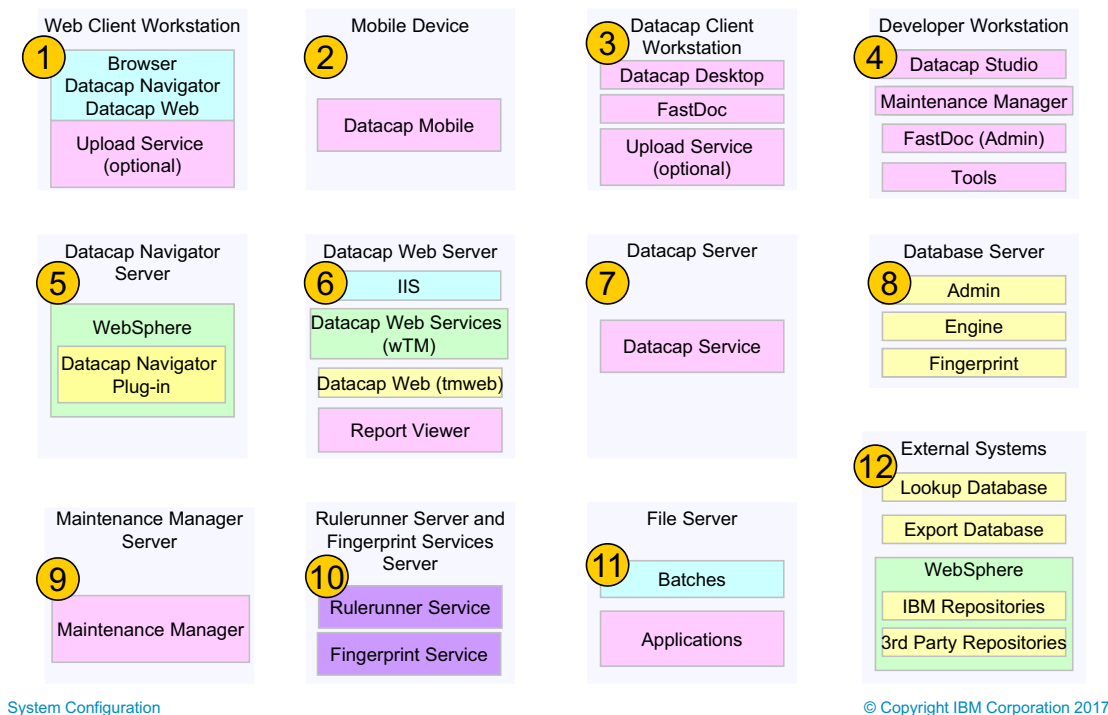 Web Client Workstation
1
Browser
Datacap Navigator
Datacap Web
Upload Service
(optional)
Mobile Device
2
Datacap Mobile
Datacap Client
Workstation
3
Datacap Desktop
FastDoc
Upload Service
(optional)
Developer Workstation
4
Datacap Studio
Maintenance Manager
FastDoc (Admin)
Tools
Datacap Navigator
Server
5
WebSphere
Datacap Navigator
Plug-in
Datacap Web Server
6
IIS
Datacap Web Services
(wTM)
Datacap Web (tmweb)
Report Viewer
Datacap Server
7
Datacap Service
Database Server
8
Admin
Engine
Fingerprint
Maintenance Manager
Server
9
Maintenance Manager
Rulerunner Server and
Fingerprint Services
Server
10
Rulerunner Service
Fingerprint Service
File Server
11
Batches
Applications
External Systems
12
Lookup Database
Export Database
WebSphere
IBM Repositories
3rd Party Repositories
System Configuration
© Copyright IBM Corporation 2017